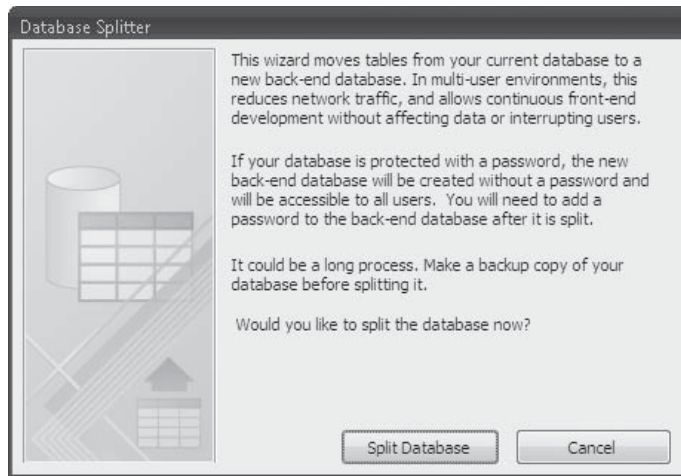 Database Splitter
This wizard moves tables from your current database to a
new back-end database. In multi-user environments, this
reduces network traffic, and allows continuous front-end
development without affecting data or interrupting users.
If your database is protected with a password, the new
back-end database will be created without a password and
will be accessible to all users.  You will need to add a
password to the back-end database after it is split.
It could be a long process. Make a backup copy of your
database before splitting it.
Would you like to split the database now?
Split Database
Cancel